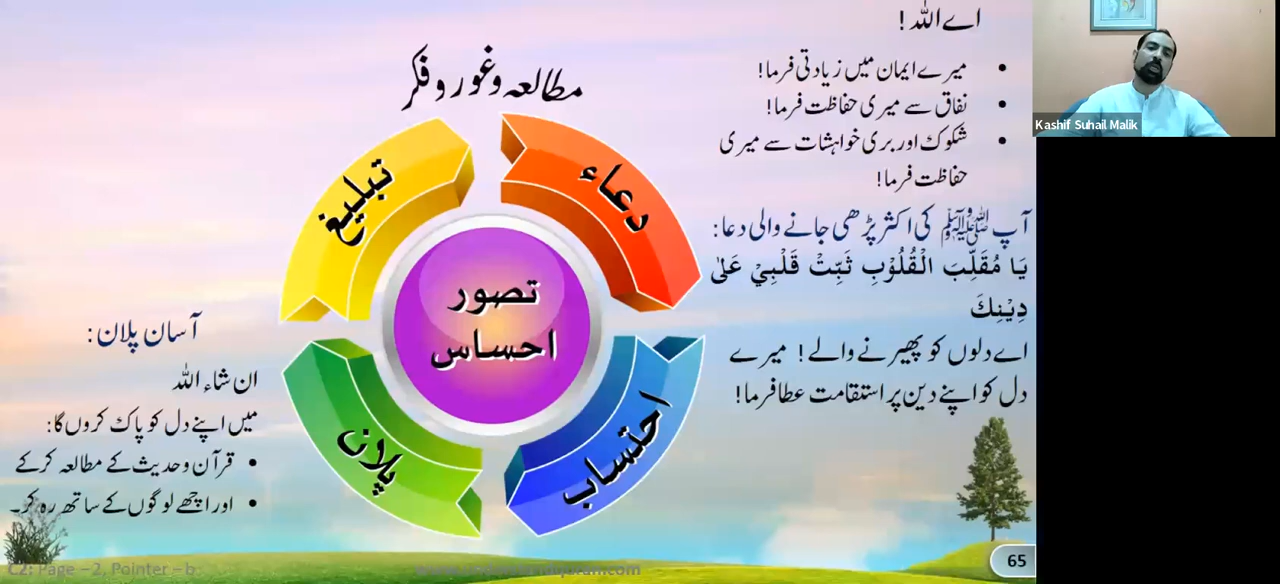 اے اللہ !
• میرے ایمان میں زیادتی فرما!
• نفاق سے میری حفاظت فرما!
• شکوک اور بری خواہشات سے میری
حفاظت فرما!
آپ ﷺ کی اکثر پڑھی جانے والی دعا:
يَا مُقَلِّبَ الْقُلُوْبِ ثَبِّتْ قَلْبِيْ عَلٰى
دِيْنِكَ
اے دلوں کو پھیرنے والے ! میرے
دل کو اپنے دین پر استقامت عطا فرما!
مطالعہ و غور و فکر
دعاء
تبلیغ
تصور
احساس
احتساب
پلان
آسان پلان:
ان شاء اللہ
میں اپنے دل کو پاک کروں گا:
• قرآن و حدیث کے مطالعہ کرکے
• اور اچھے لوگوں کے ساتھ رہ کر۔
Kashif Suhail Malik
C2: Page – 2, Pointer – b
65